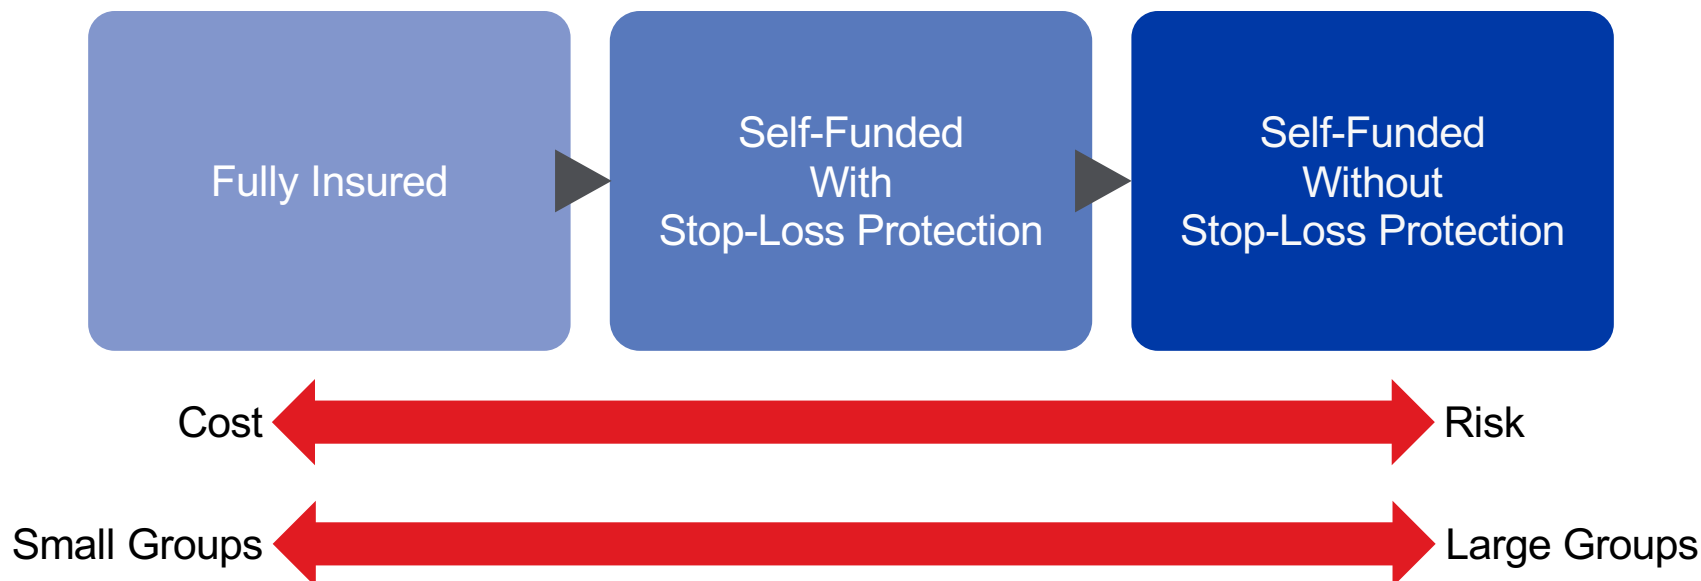 Fully Insured
Self-Funded
With
Stop-Loss Protection
Self-Funded
Without
Stop-Loss Protection
Cost
Risk
Small Groups
Large Groups